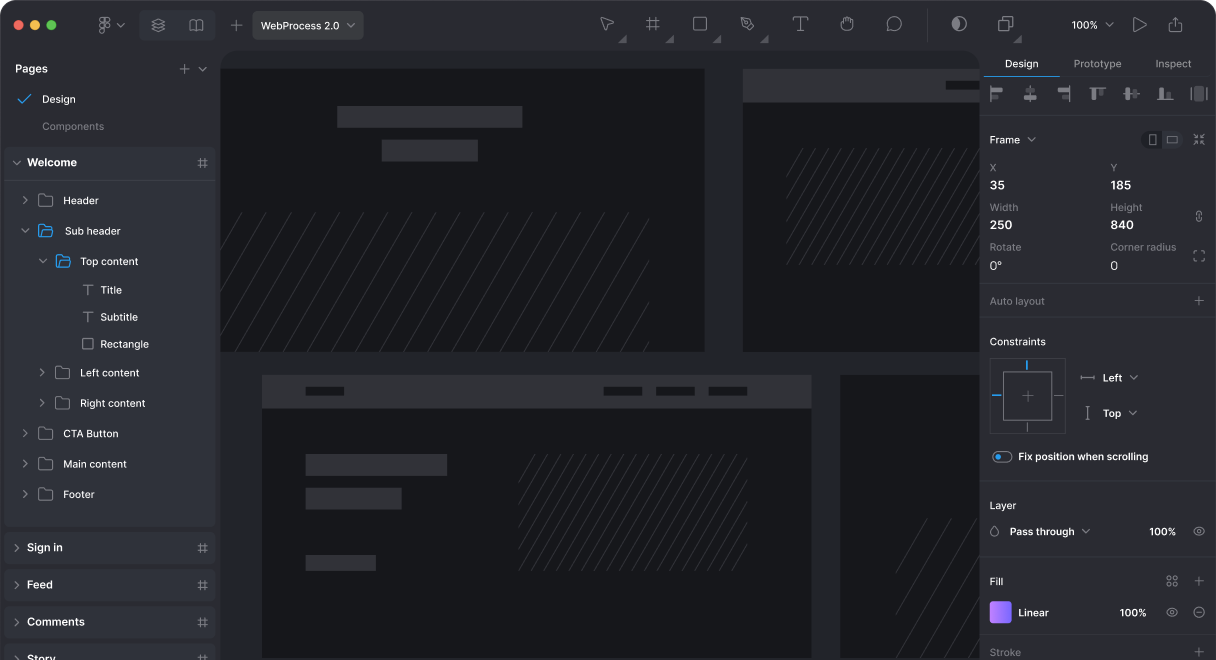 WebProcess 2.0
100%
Pages
Design
Components
Welcome
Header
Sub header
Top content
Title
Subtitle
Rectangle
Left content
Right content
CTA Button
Main content
Footer
Sign in
Feed
Comments
Story
Design Prototype Inspect
Frame
X Y
35 185
Width Height
250 840
Rotate Corner radius
0° 0
Auto layout
Constraints
Left
Top
Fix position when scrolling
Layer
Pass through 100%
Fill
Linear 100%
Stroke